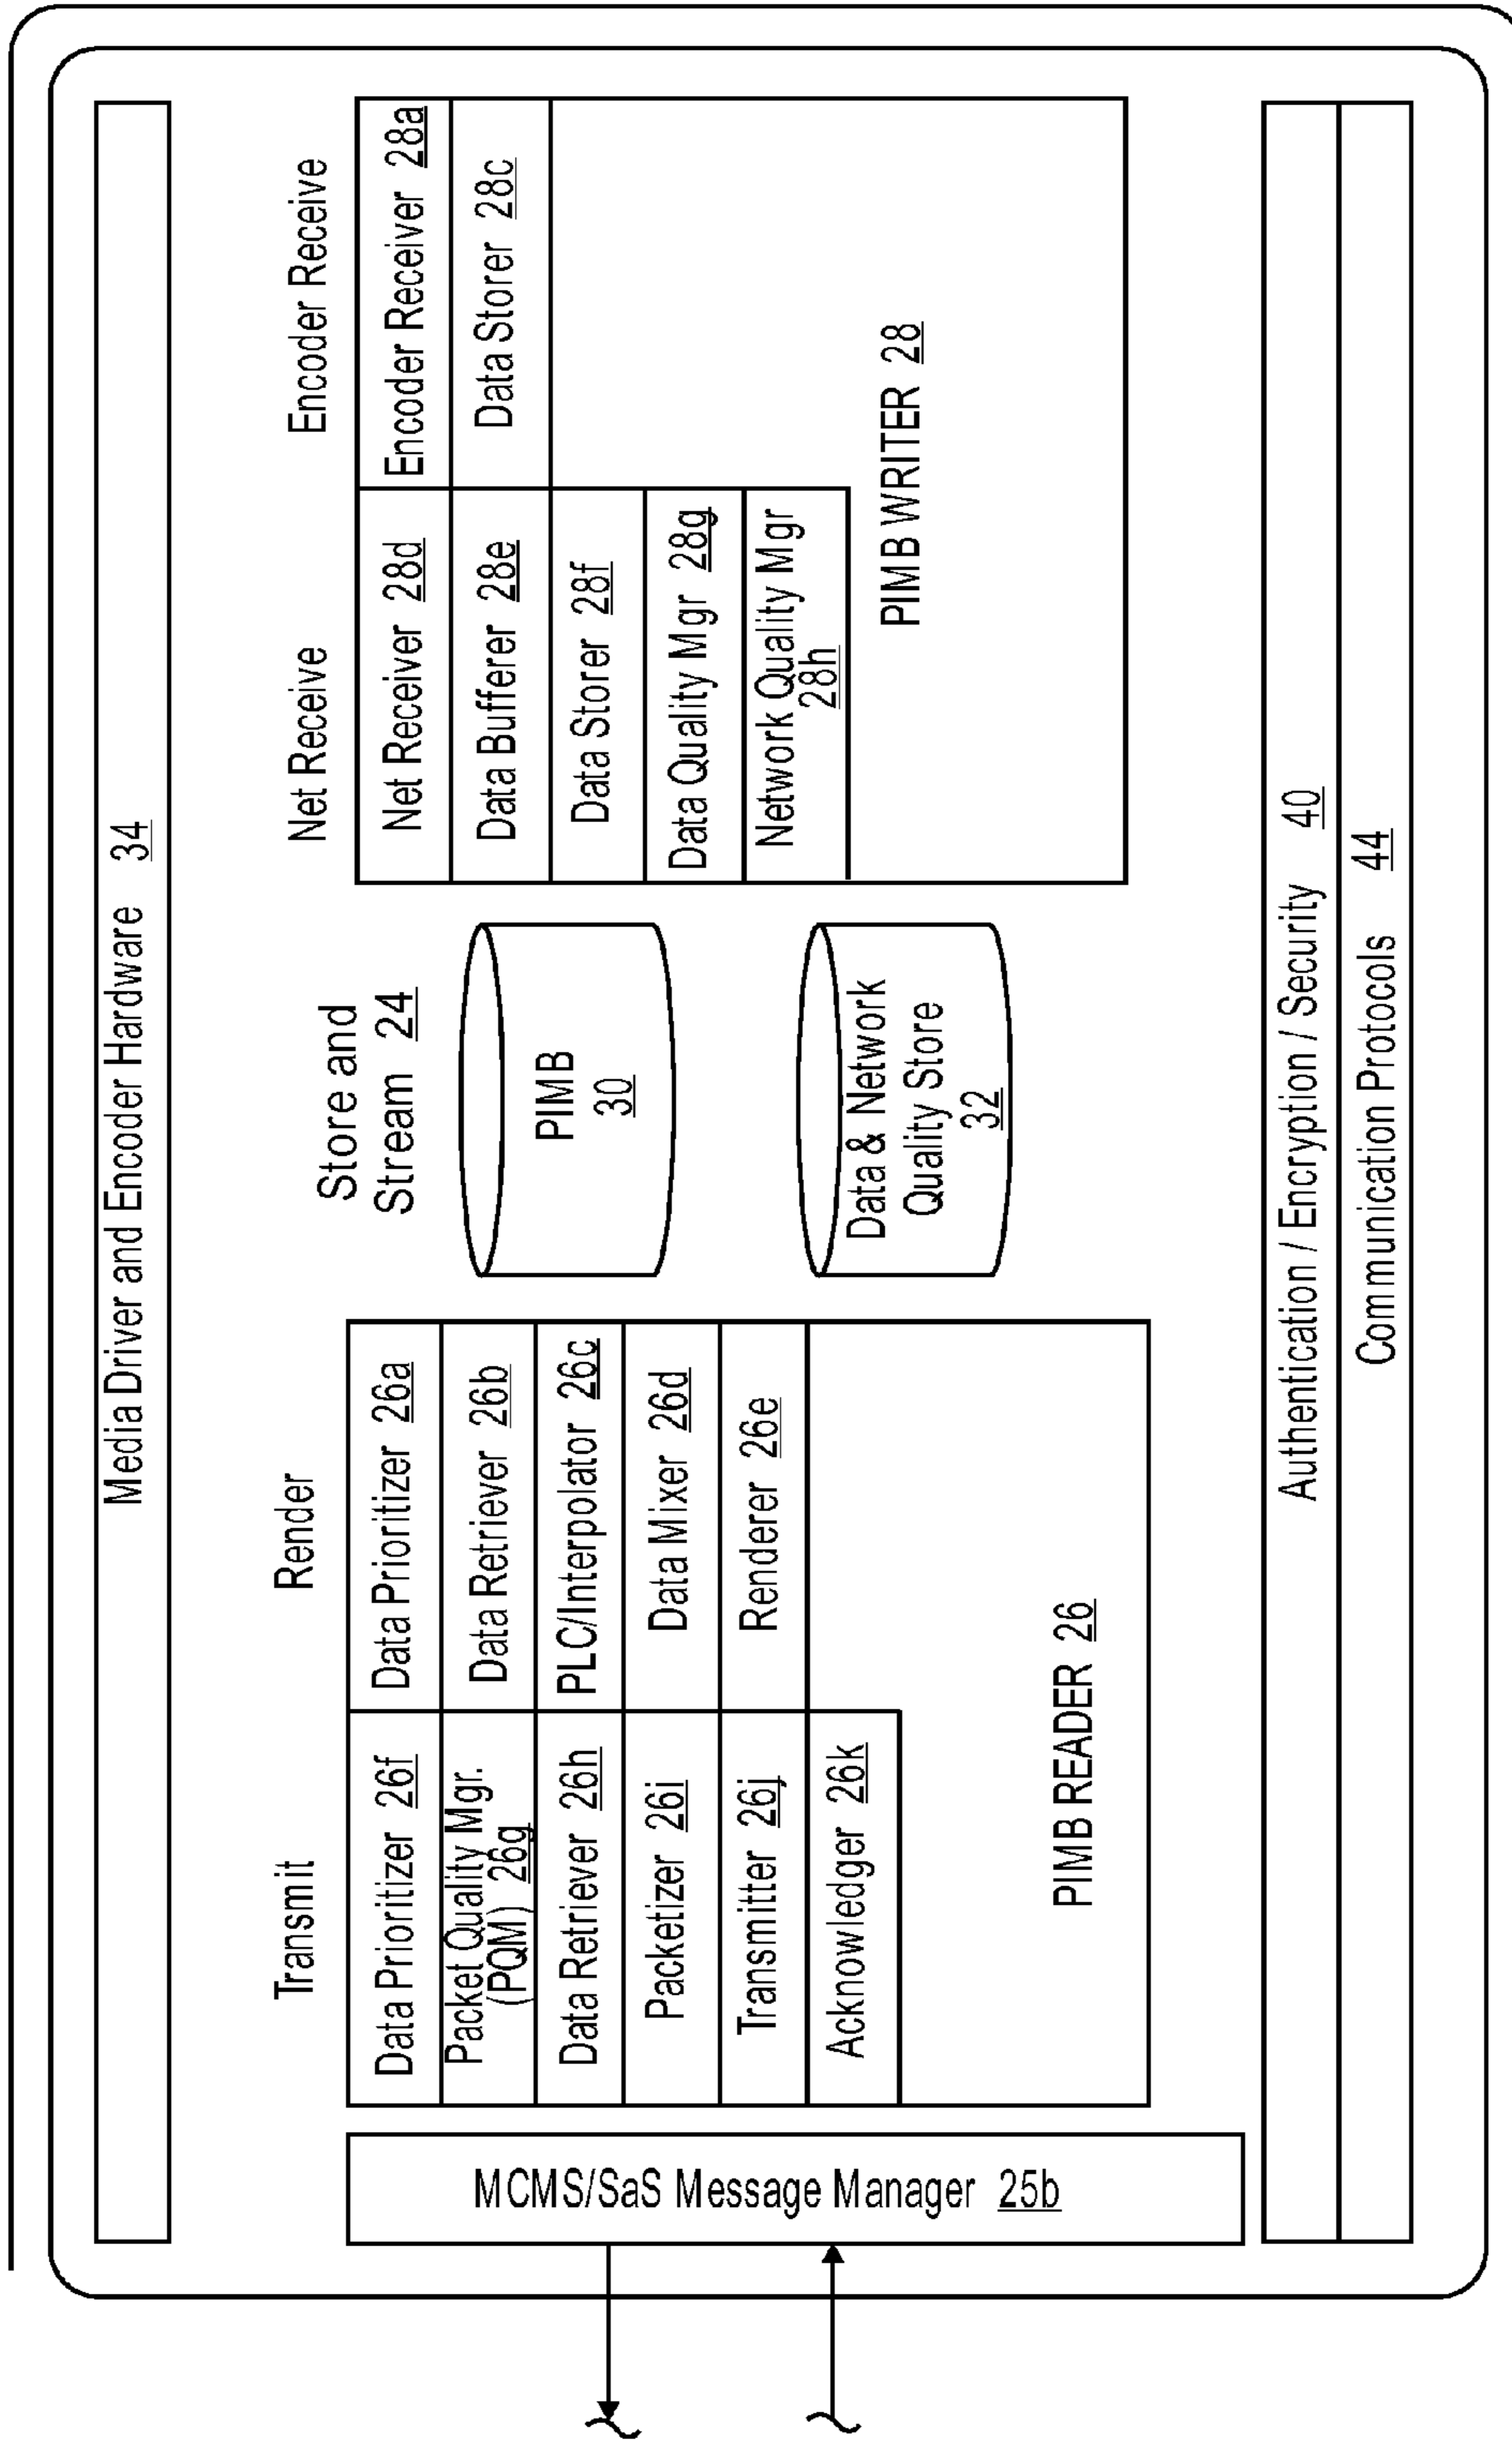 Media Driver and Encoder Hardware 34
Store and
Stream 24
Transmit
Render
Net Receive
Encoder Receive
MCMS/SaS Message Manager 25b
Data Prioritizer 26f
Packet Quality Mgr.
(PQM) 26g
Data Retriever 26h
Packetizer 26i
Transmitter 26j
Acknowledger 26k
Data Prioritizer 26a
Data Retriever 26b
PLC/Interpolator 26c
Data Mixer 26d
Renderer 26e
PIMB READER 26
PIMB
30
Data & Network
Quality Store
32
Net Receiver 28d
Data Bufferer 28e
Data Storer 28f
Data Quality Mgr 28g
Network Quality Mgr
28h
Encoder Receiver 28a
Data Storer 28c
PIMB WRITER 28
Authentication / Encryption / Security 40
Communication Protocols 44